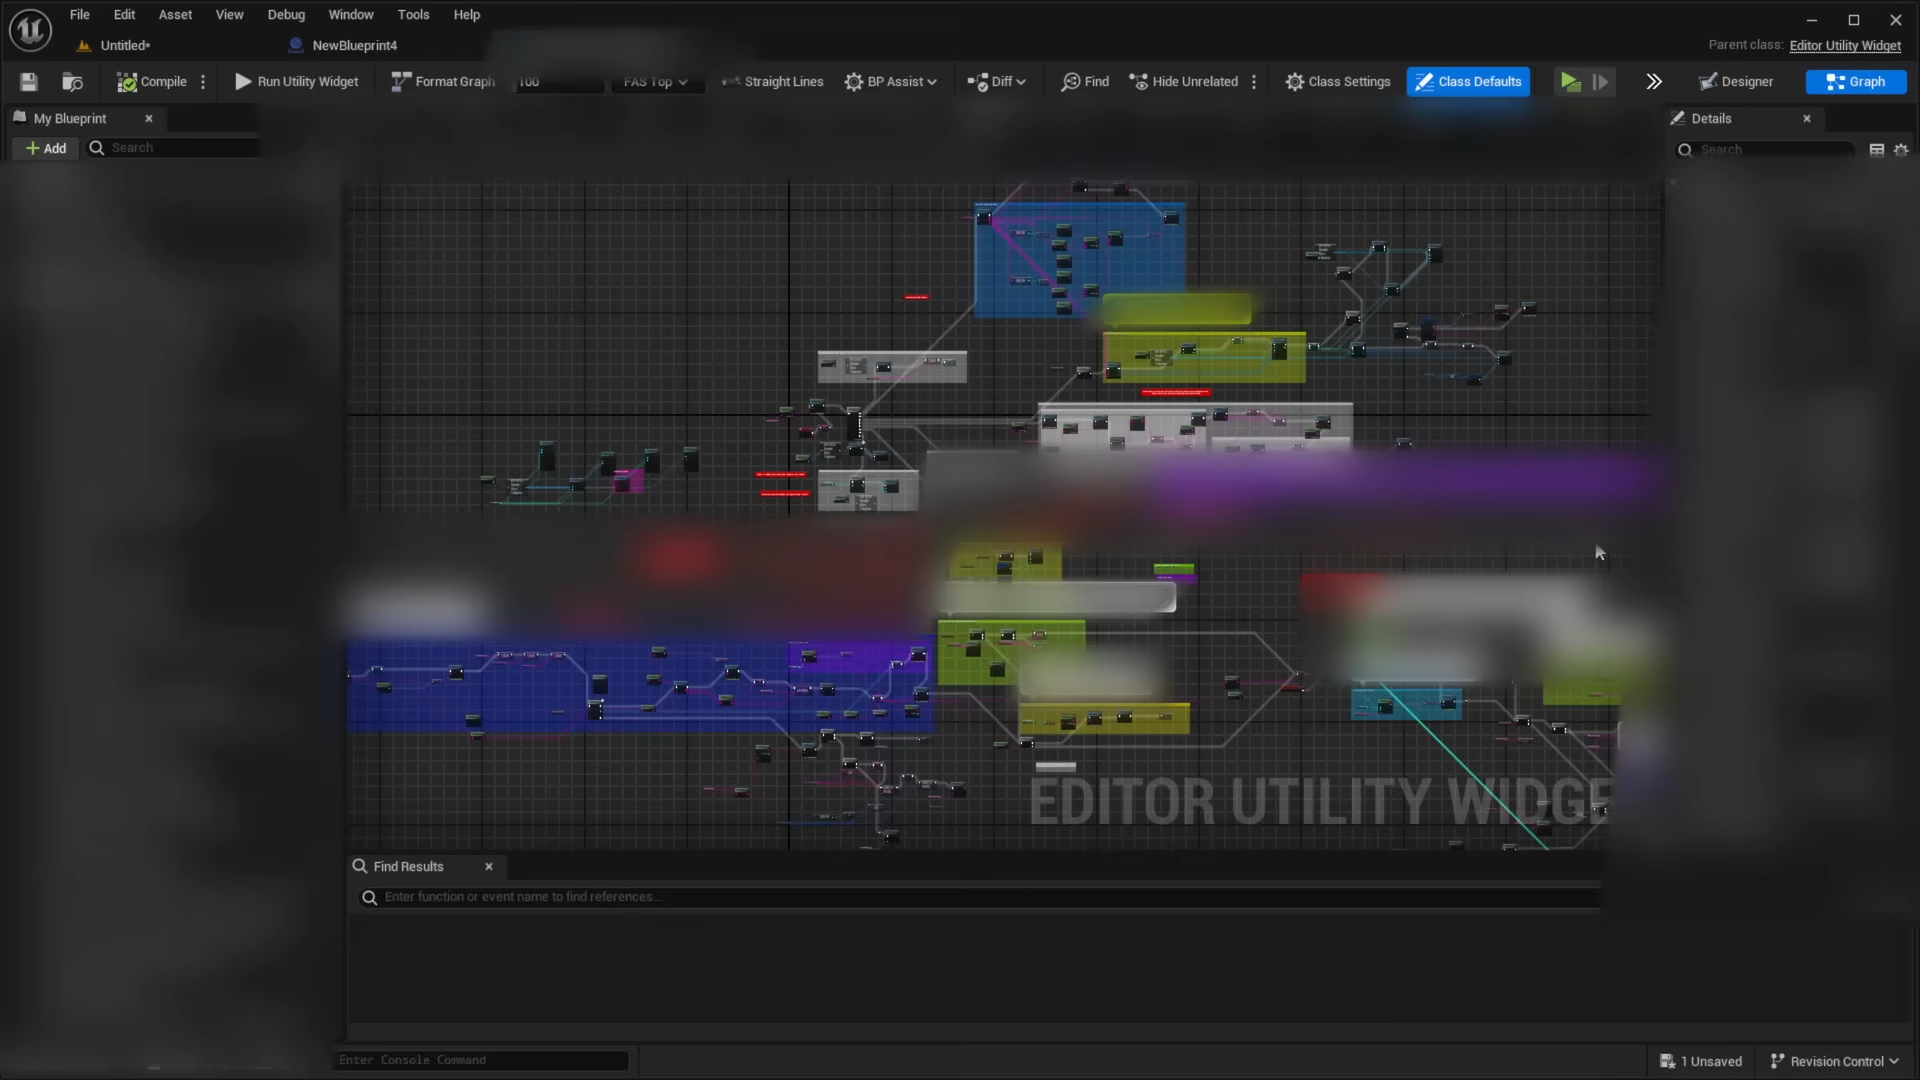 File Edit Asset View Debug Window Tools Help
Untitled* NewBlueprint4
Parent class: Editor Utility Widget
Compile Run Utility Widget Format Graph 100 FAS Top Straight Lines BP Assist Diff Find Hide Unrelated Class Settings Class Defaults Designer Graph
My Blueprint
Details
Add Search
Search
EDITOR UTILITY WIDGE
Find Results
Enter function or event name to find references...
Enter Console Command
1 Unsaved Revision Control